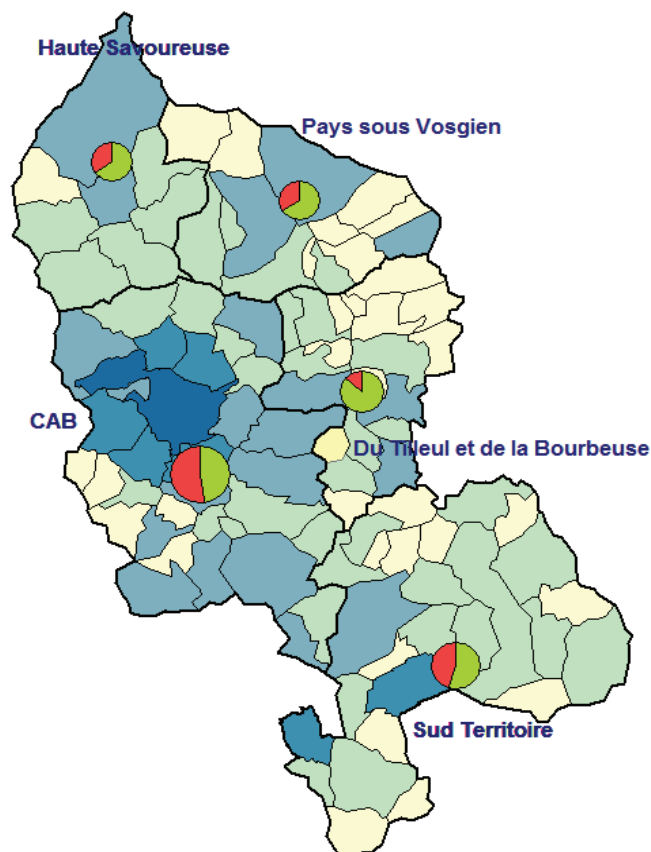 Haute Savoureuse
Pays sous Vosgien
CAB
Du Tilleul et de la Bourbeuse
Sud Territoire